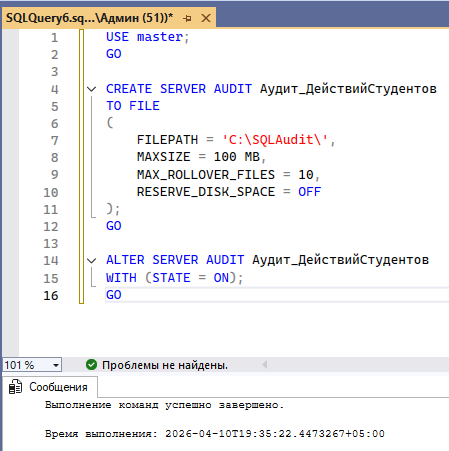 SQLQuery6.sq...\Админ (51))*
1 USE master;
2 GO
3
4 CREATE SERVER AUDIT Аудит_ДействийСтудентов
5 TO FILE
6 (
7 FILEPATH = 'C:\SQLAudit\',
8 MAXSIZE = 100 MB,
9 MAX_ROLLOVER_FILES = 10,
10 RESERVE_DISK_SPACE = OFF
11 );
12 GO
13
14 ALTER SERVER AUDIT Аудит_ДействийСтудентов
15 WITH (STATE = ON);
16 GO
101 % Проблемы не найдены.
Сообщения
Выполнение команд успешно завершено.
Время выполнения: 2026-04-10T19:35:22.4473267+05:00